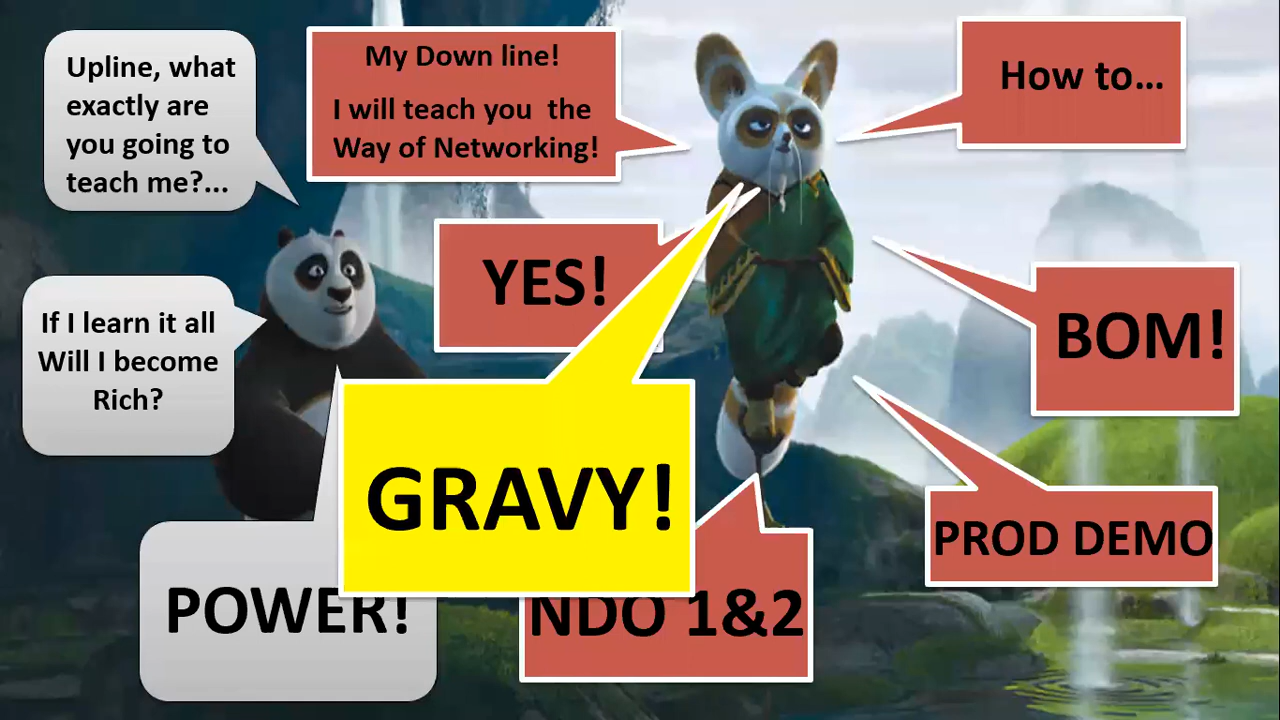 Upline, what
exactly are
you going to
teach me?...
My Down line!
I will teach you  the
Way of Networking!
How to...
YES!
If I learn it all
Will I become
Rich?
BOM!
GRAVY!
PROD DEMO
POWER!
NDO 1&2